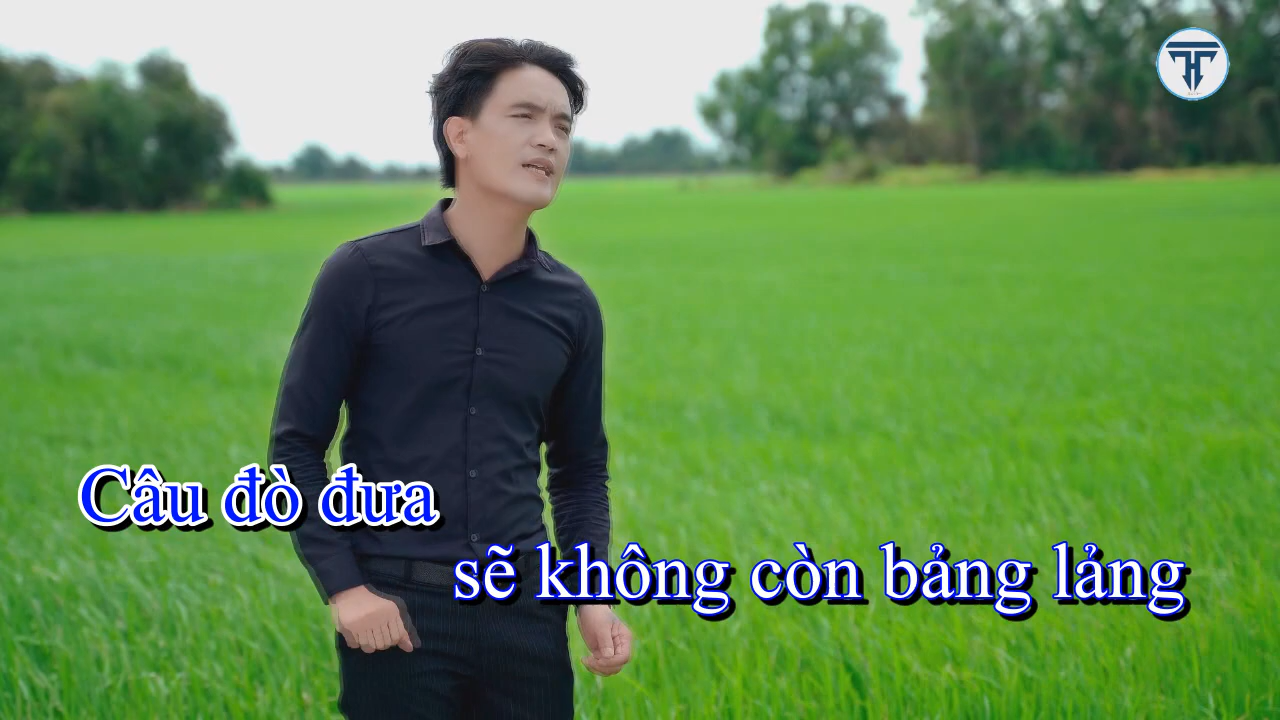 Câu đò đưa
sẽ không còn bảng lảng